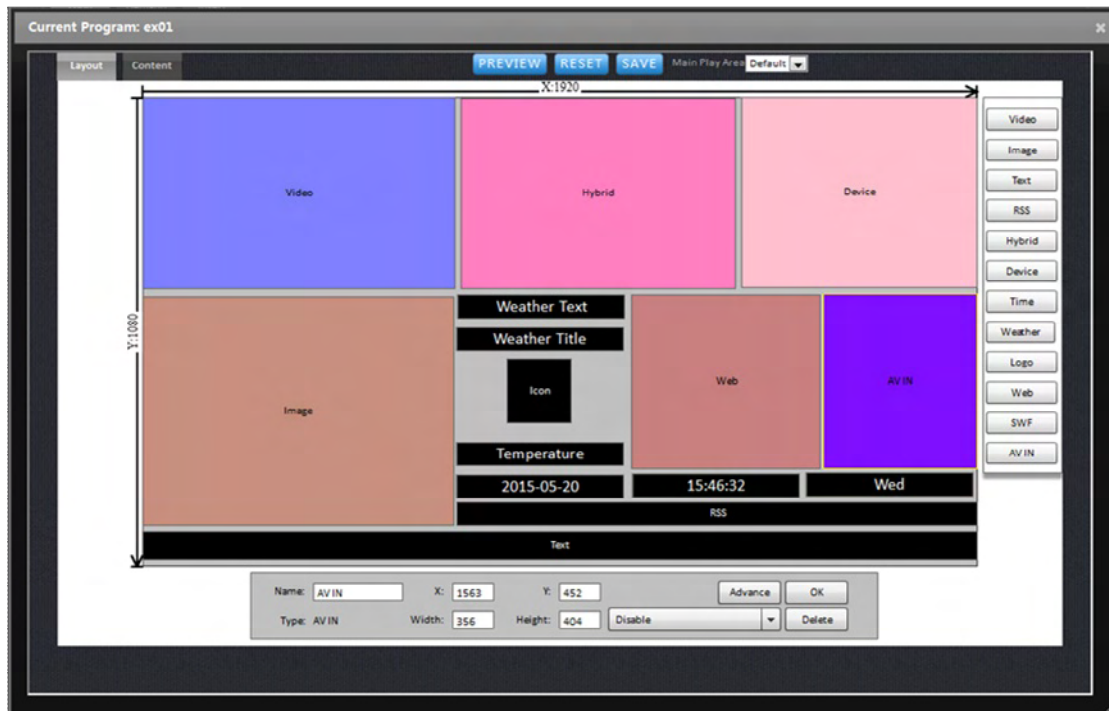 Current Program: ex01
Layout
Content
PREVIEW
RESET
SAVE
Main Play Area
Default
X:1920
Y:1080
Video
Hybrid
Device
Image
Weather Text
Weather Title
Icon
Temperature
Web
AV IN
2015-05-20
15:46:32
Wed
RSS
Text
Video
Image
Text
RSS
Hybrid
Device
Time
Weather
Logo
Web
SWF
AV IN
Name: AV IN X: 1563 Y: 452 Advance OK
Type: AV IN Width: 356 Height: 404 Disable Delete